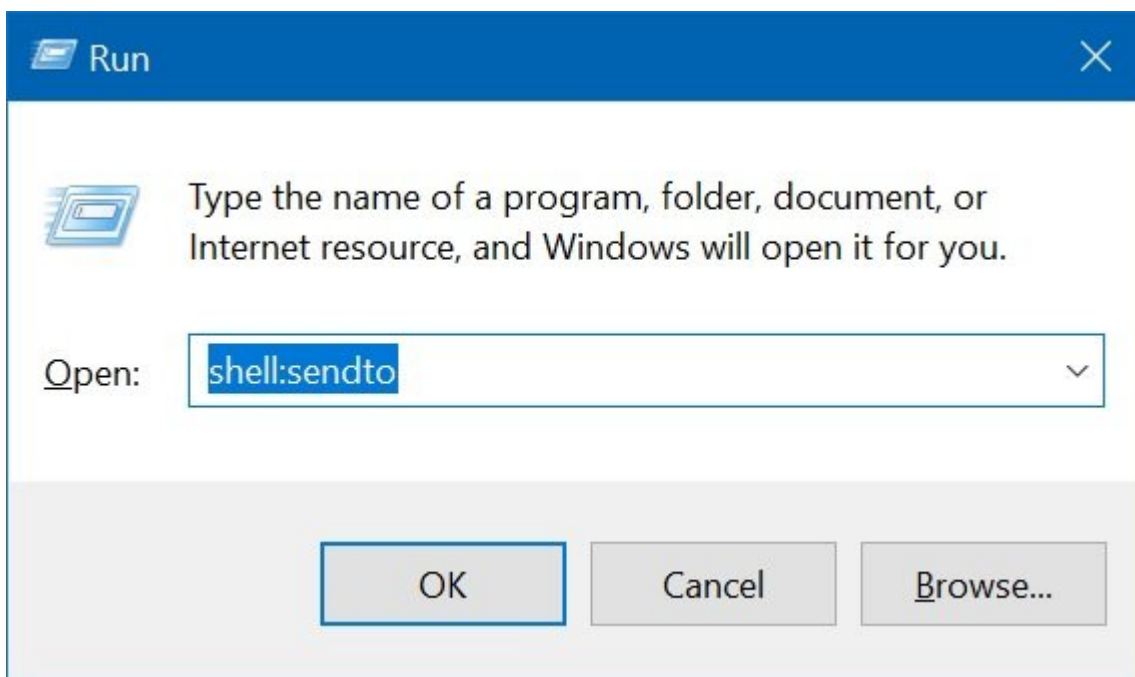 Run
Type the name of a program, folder, document, or
Internet resource, and Windows will open it for you.
Open:
shell:sendto
OK
Cancel
Browse...